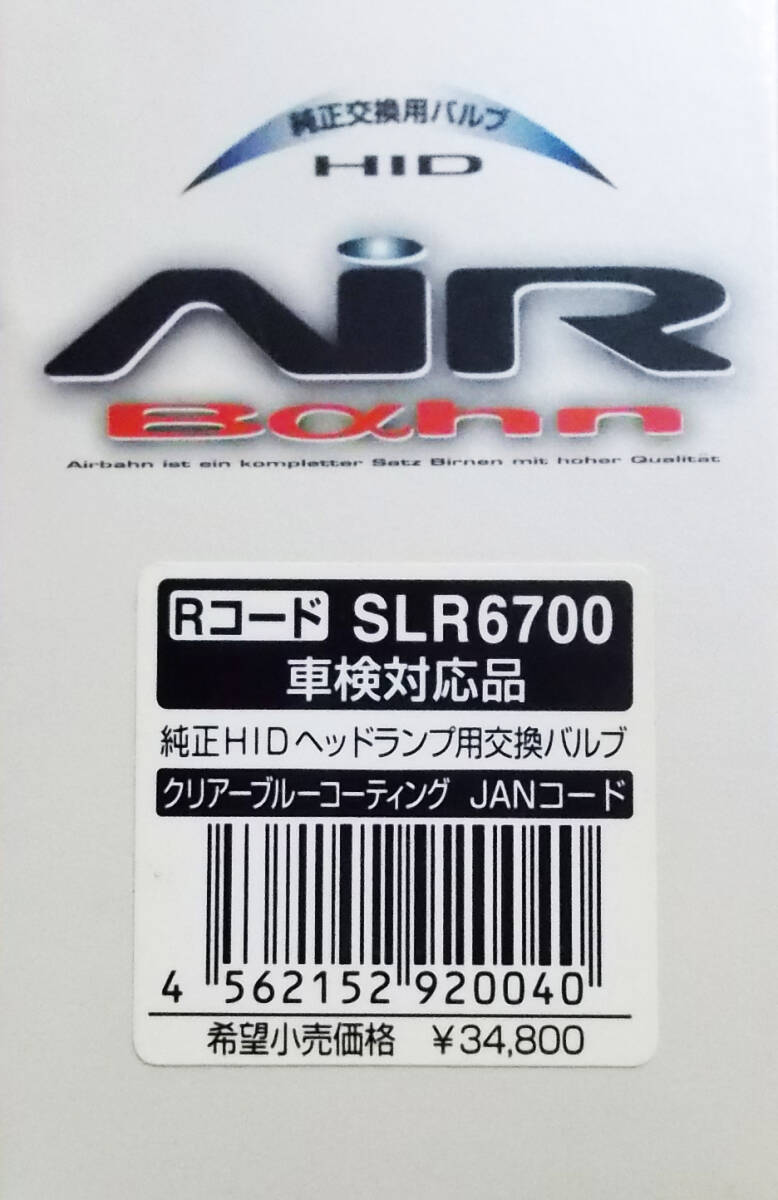 純正交換用バルブ
HID
AiR
Bahn
Airbahn ist ein kompletter Satz Birnen mit hoher Qualität
Rコード SLR6700
車検対応品
純正HIDヘッドランプ用交換バルブ
クリアーブルーコーティング JANコード
4 562152 920040
希望小売価格 ¥34,800